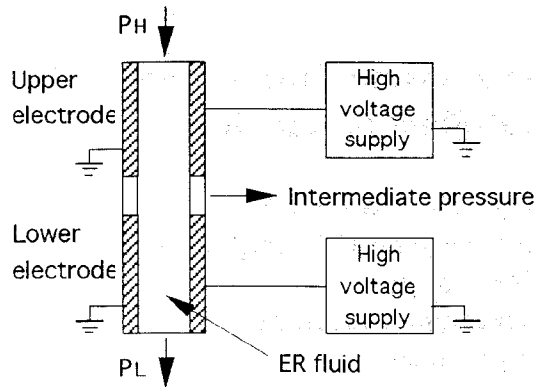 PH
Upper
electrode
High
voltage
supply
Intermediate pressure
Lower
electrode
High
voltage
supply
PL
ER fluid